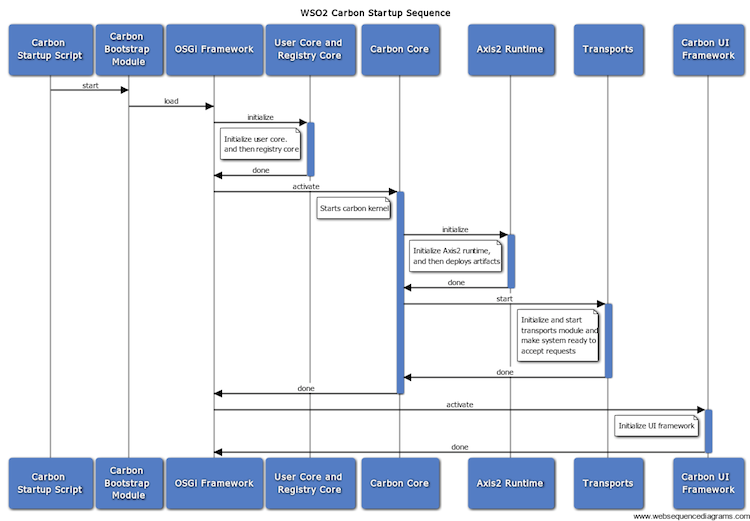 WSO2 Carbon Startup Sequence
Carbon
Startup Script
Carbon
Bootstrap
Module
OSGi Framework
User Core and
Registry Core
Carbon Core
Axis2 Runtime
Transports
Carbon UI
Framework
start
load
initialize
Initialize user core.
and then registry core
done
activate
Starts carbon kernel
initialize
Initialize Axis2 runtime,
and then deploys artifacts
done
start
Initialize and start
transports module and
make system ready to
accept requests
done
done
activate
Initialize UI framework
done
Carbon
Startup Script
Carbon
Bootstrap
Module
OSGi Framework
User Core and
Registry Core
Carbon Core
Axis2 Runtime
Transports
Carbon UI
Framework
www.websequencediagrams.com